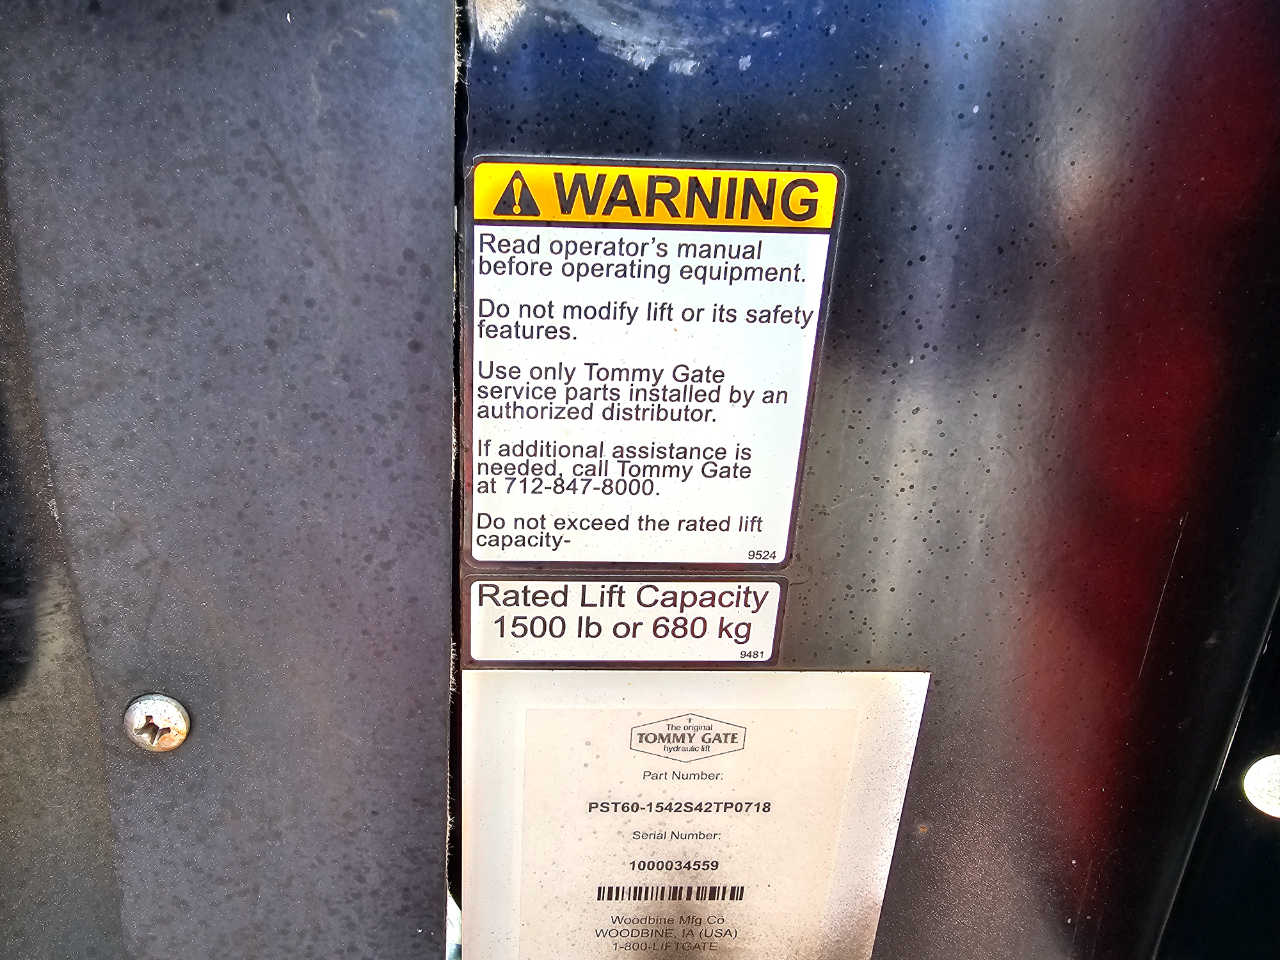 WARNING
Read operator's manual
before operating equipment.
Do not modify lift or its safety
features.
Use only Tommy Gate
service parts installed by an
authorized distributor.
If additional assistance is
needed, call Tommy Gate
at 712-847-8000.
Do not exceed the rated lift
capacity-
9524
Rated Lift Capacity
1500 lb or 680 kg
9481
The original
TOMMY GATE
hydraulic lift
Part Number:
PST60-1542S42TP0718
Serial Number:
1000034559
Woodbine Mfg Co
WOODBINE, IA (USA)
1-800-LIFTGATE